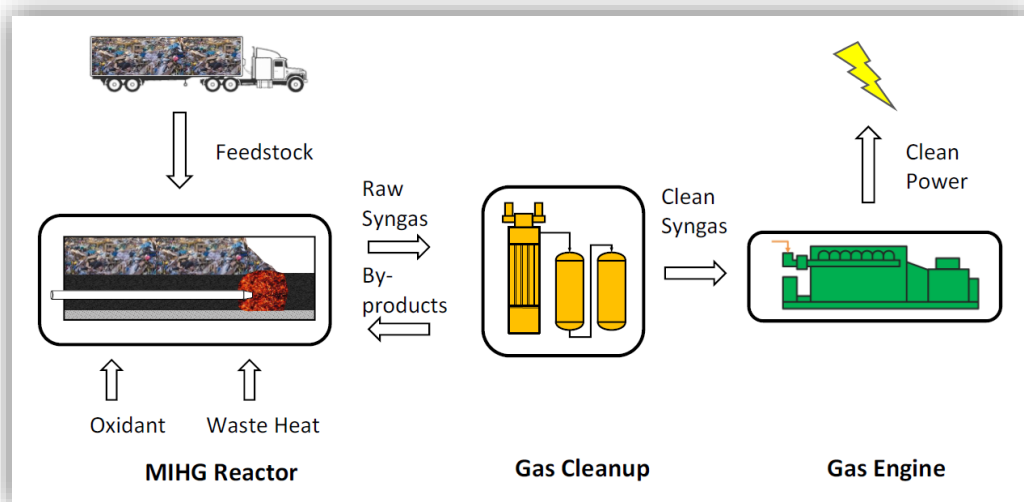 Feedstock
Raw
Syngas
By-
products
Clean
Syngas
Clean
Power
Oxidant
Waste Heat
MIHG Reactor
Gas Cleanup
Gas Engine